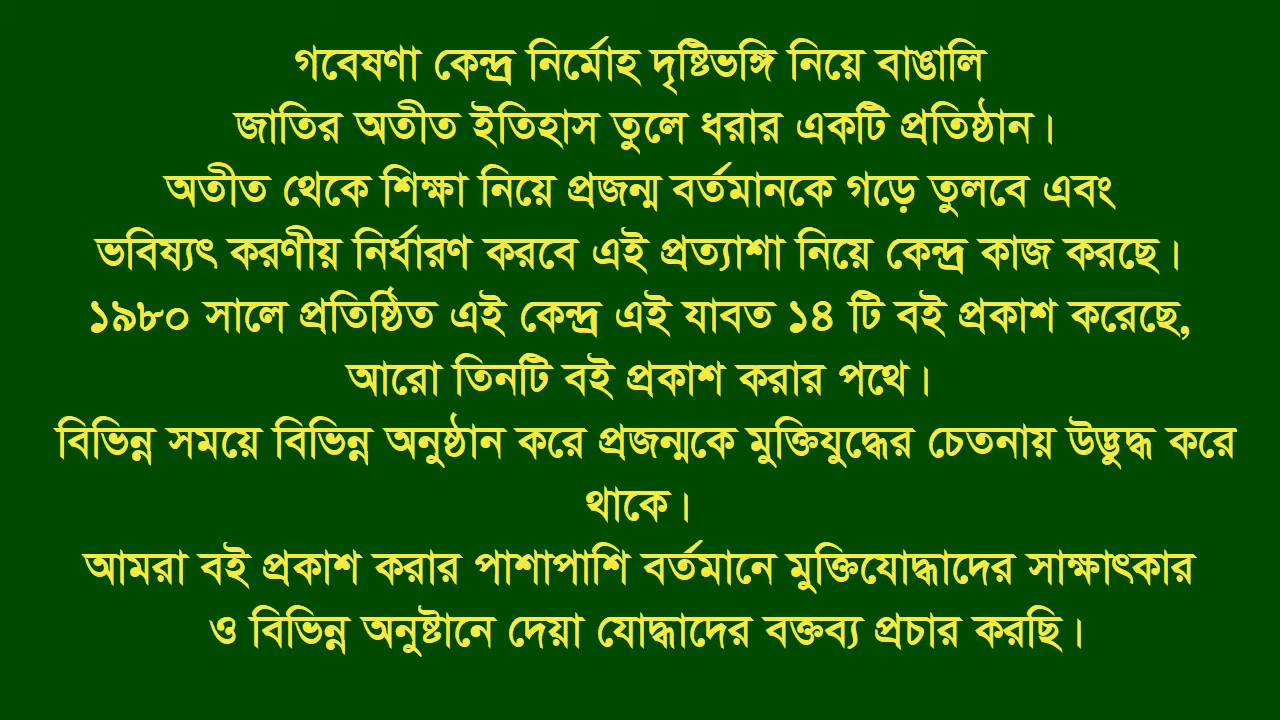 গবেষণা কেন্দ্র নির্মোহ দৃষ্টিভঙ্গি নিয়ে বাঙালি
জাতির অতীত ইতিহাস তুলে ধরার একটি প্রতিষ্ঠান।
অতীত থেকে শিক্ষা নিয়ে প্রজন্ম বর্তমানকে গড়ে তুলবে এবং
ভবিষ্যৎ করণীয় নির্ধারণ করবে এই প্রত্যাশা নিয়ে কেন্দ্র কাজ করছে।
১৯৮০ সালে প্রতিষ্ঠিত এই কেন্দ্র এই যাবত ১৪ টি বই প্রকাশ করেছে,
আরো তিনটি বই প্রকাশ করার পথে।
বিভিন্ন সময়ে বিভিন্ন অনুষ্ঠান করে প্রজন্মকে মুক্তিযুদ্ধের চেতনায় উদ্ভুদ্ধ করে
থাকে।
আমরা বই প্রকাশ করার পাশাপাশি বর্তমানে মুক্তিযোদ্ধাদের সাক্ষাৎকার
ও বিভিন্ন অনুষ্টানে দেয়া যোদ্ধাদের বক্তব্য প্রচার করছি।